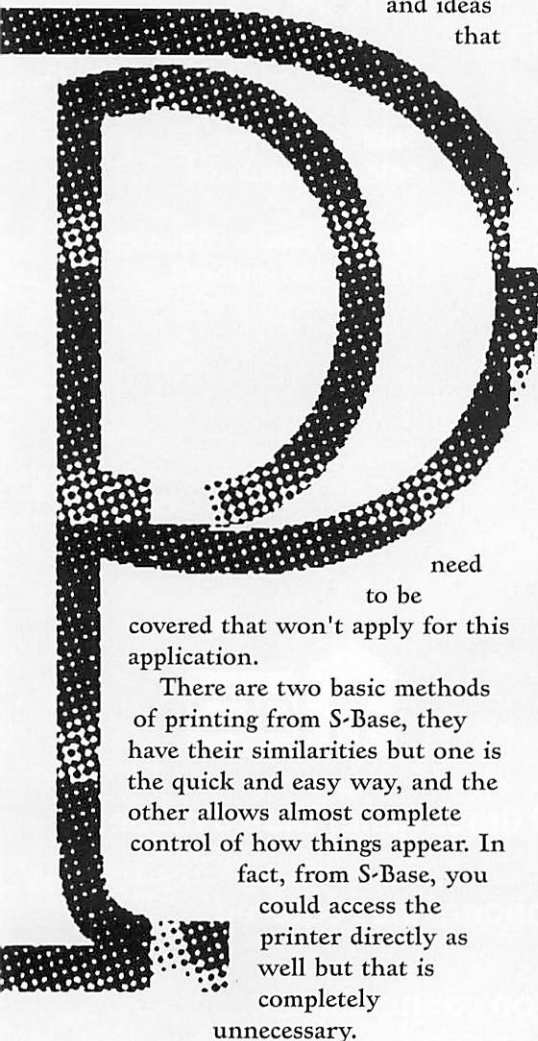 and ideas
that
need
to be
covered that won't apply for this
application.
There are two basic methods
of printing from S-Base, they
have their similarities but one is
the quick and easy way, and the
other allows almost complete
control of how things appear. In
fact, from S-Base, you
could access the
printer directly as
well but that is
completely
unnecessary.